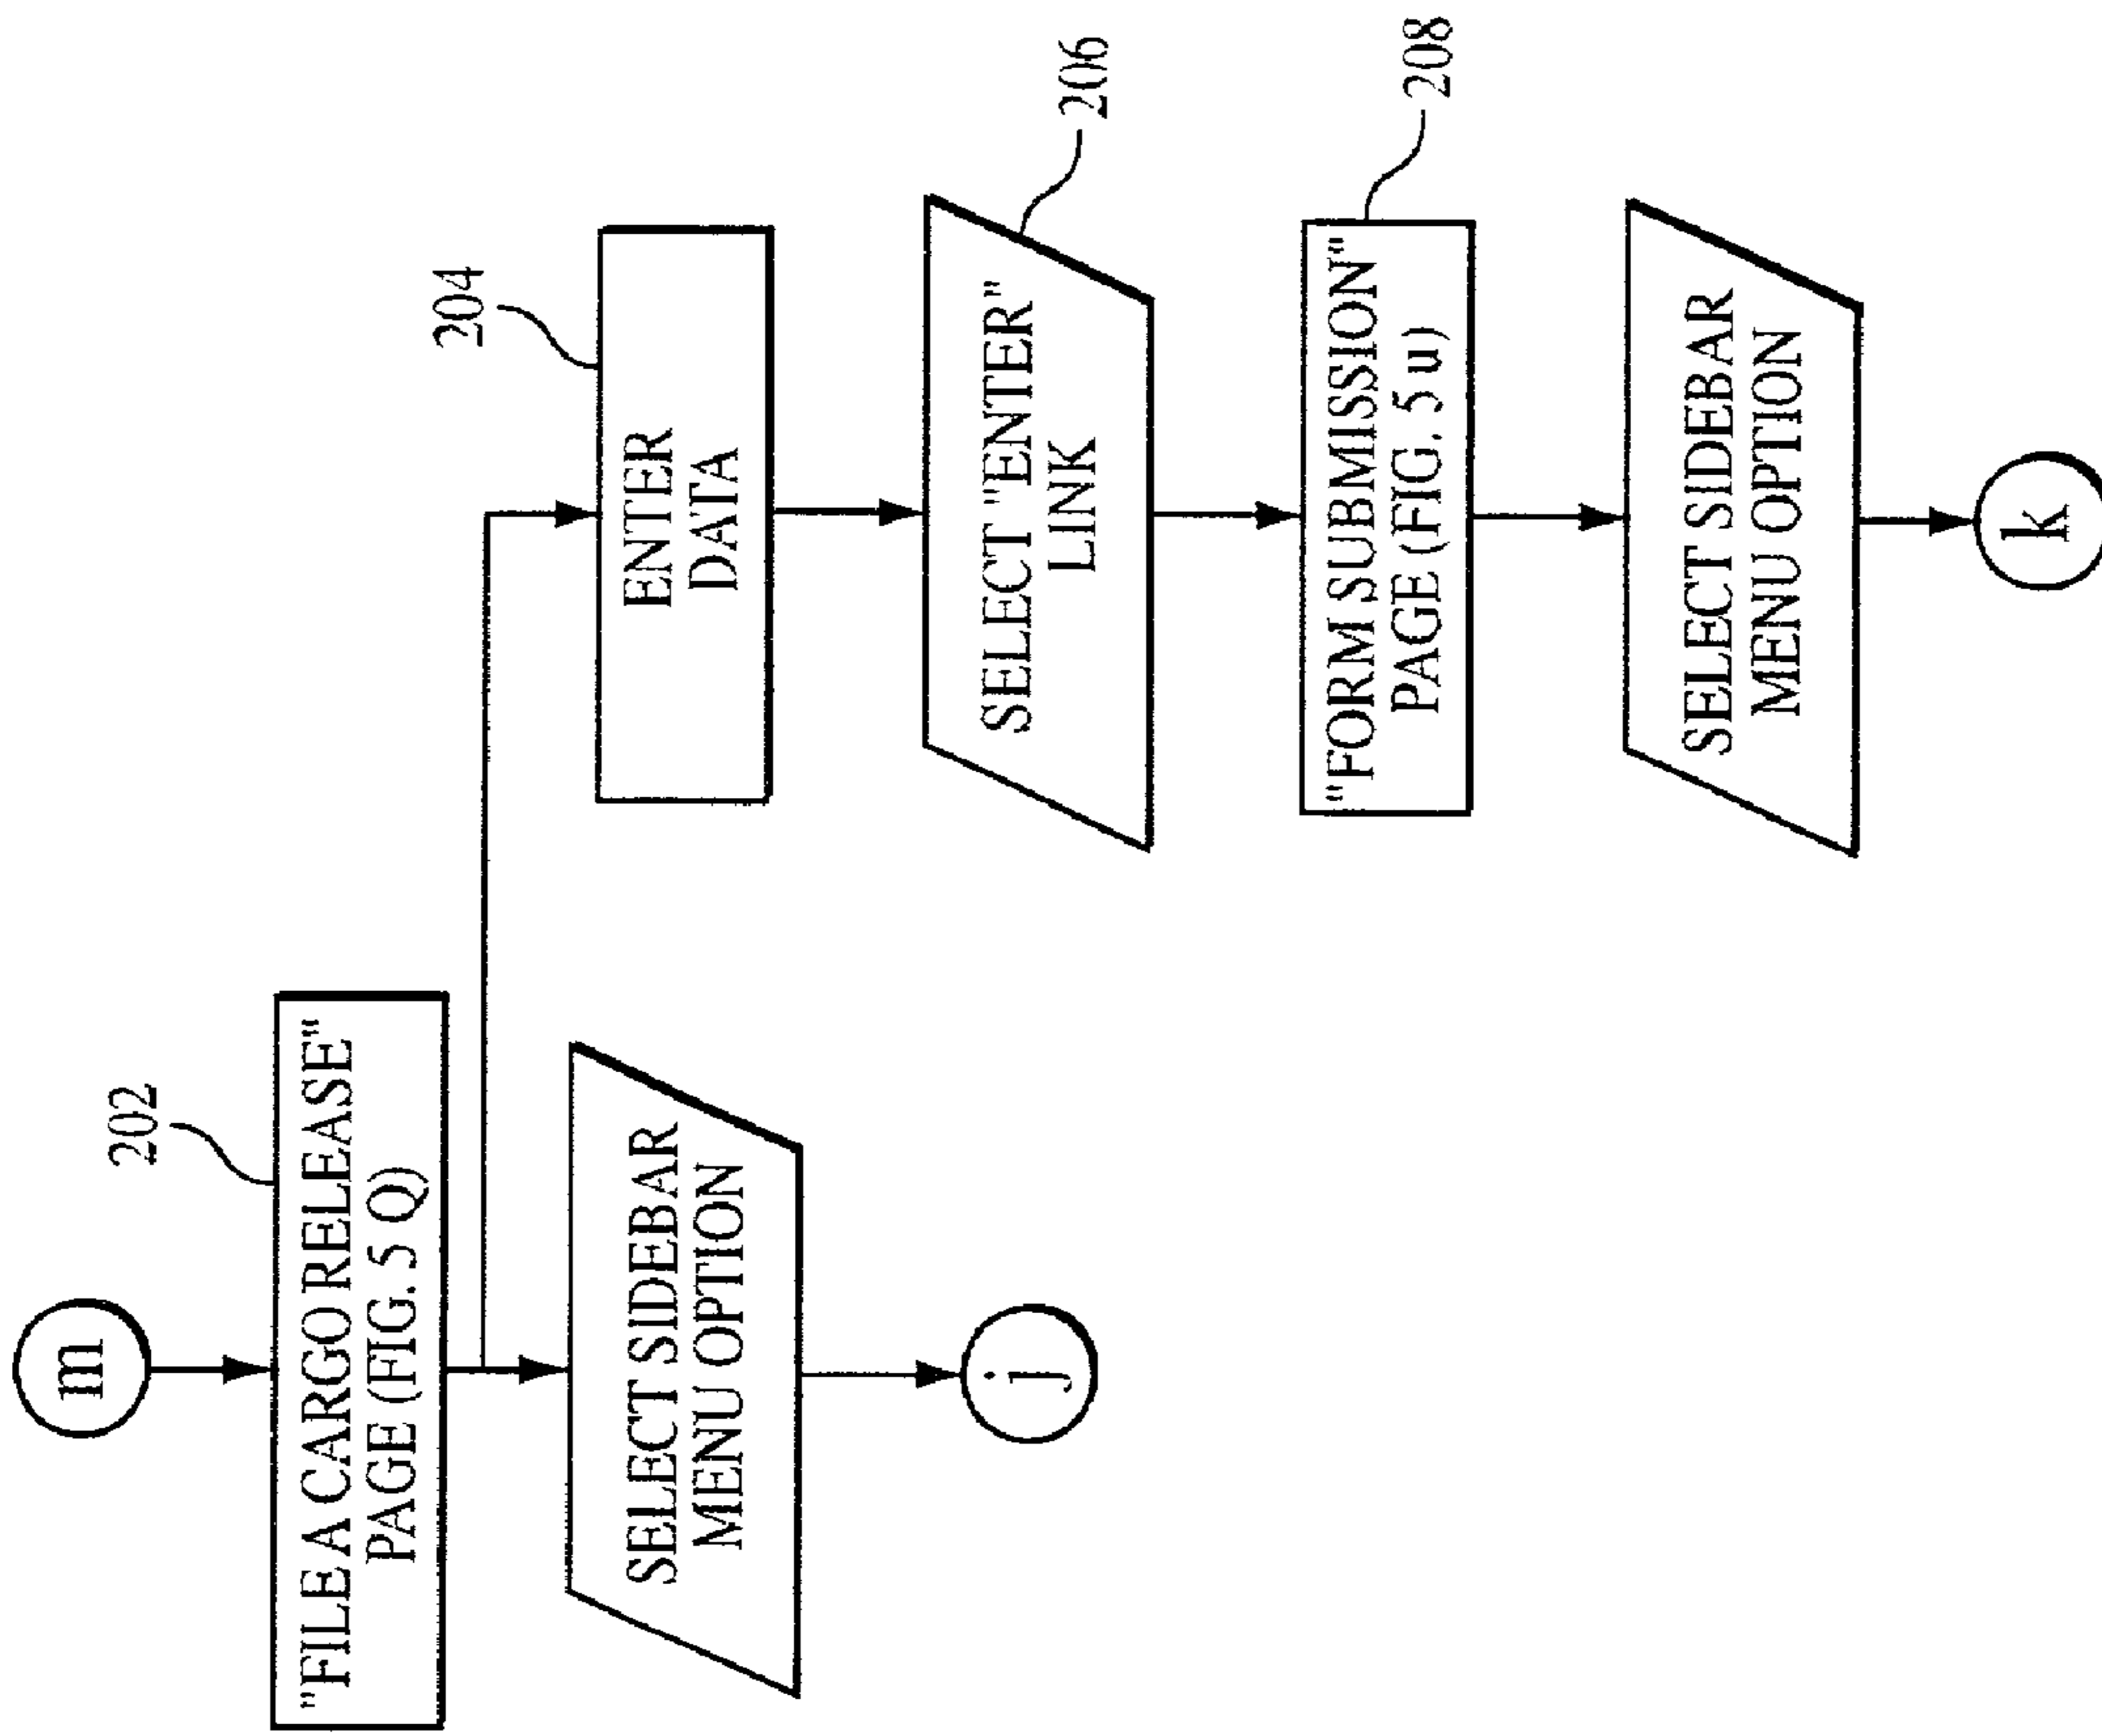 m
202
"FILE A CARGO RELEASE"
PAGE (FIG. 5 Q)
SELECT SIDEBAR
MENU OPTION
j
204
ENTER
DATA
SELECT "ENTER"
LINK
206
"FORM SUBMISSION"
PAGE (FIG. 5 u)
208
SELECT SIDEBAR
MENU OPTION
k